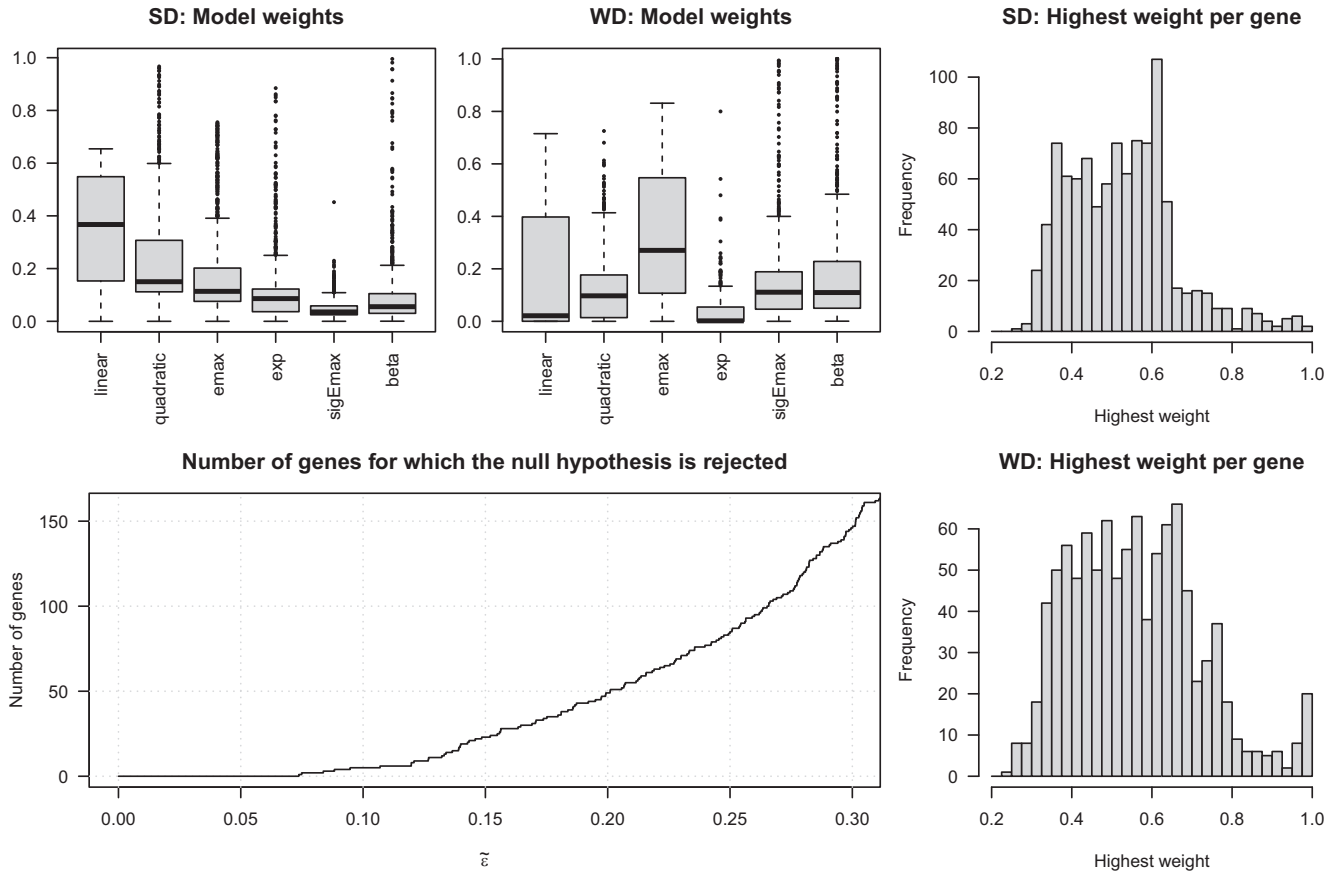 SD: Model weights
1.0
0.8
0.6
0.4
0.2
0.0
linear
quadratic
emax
exp
sigEmax
beta
WD: Model weights
1.0
0.8
0.6
0.4
0.2
0.0
linear
quadratic
emax
exp
sigEmax
beta
SD: Highest weight per gene
Frequency
100
80
60
40
20
0
0.2 0.4 0.6 0.8 1.0
Highest weight
Number of genes for which the null hypothesis is rejected
Number of genes
150
100
50
0
0.00 0.05 0.10 0.15 0.20 0.25 0.30
ε̃
WD: Highest weight per gene
Frequency
60
50
40
30
20
10
0
0.2 0.4 0.6 0.8 1.0
Highest weight